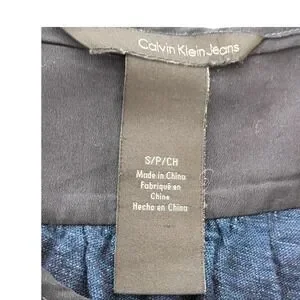 Calvin Klein Jeans
S/P/CH
Made in China
Fabriqué en
Chine
Hecho en China